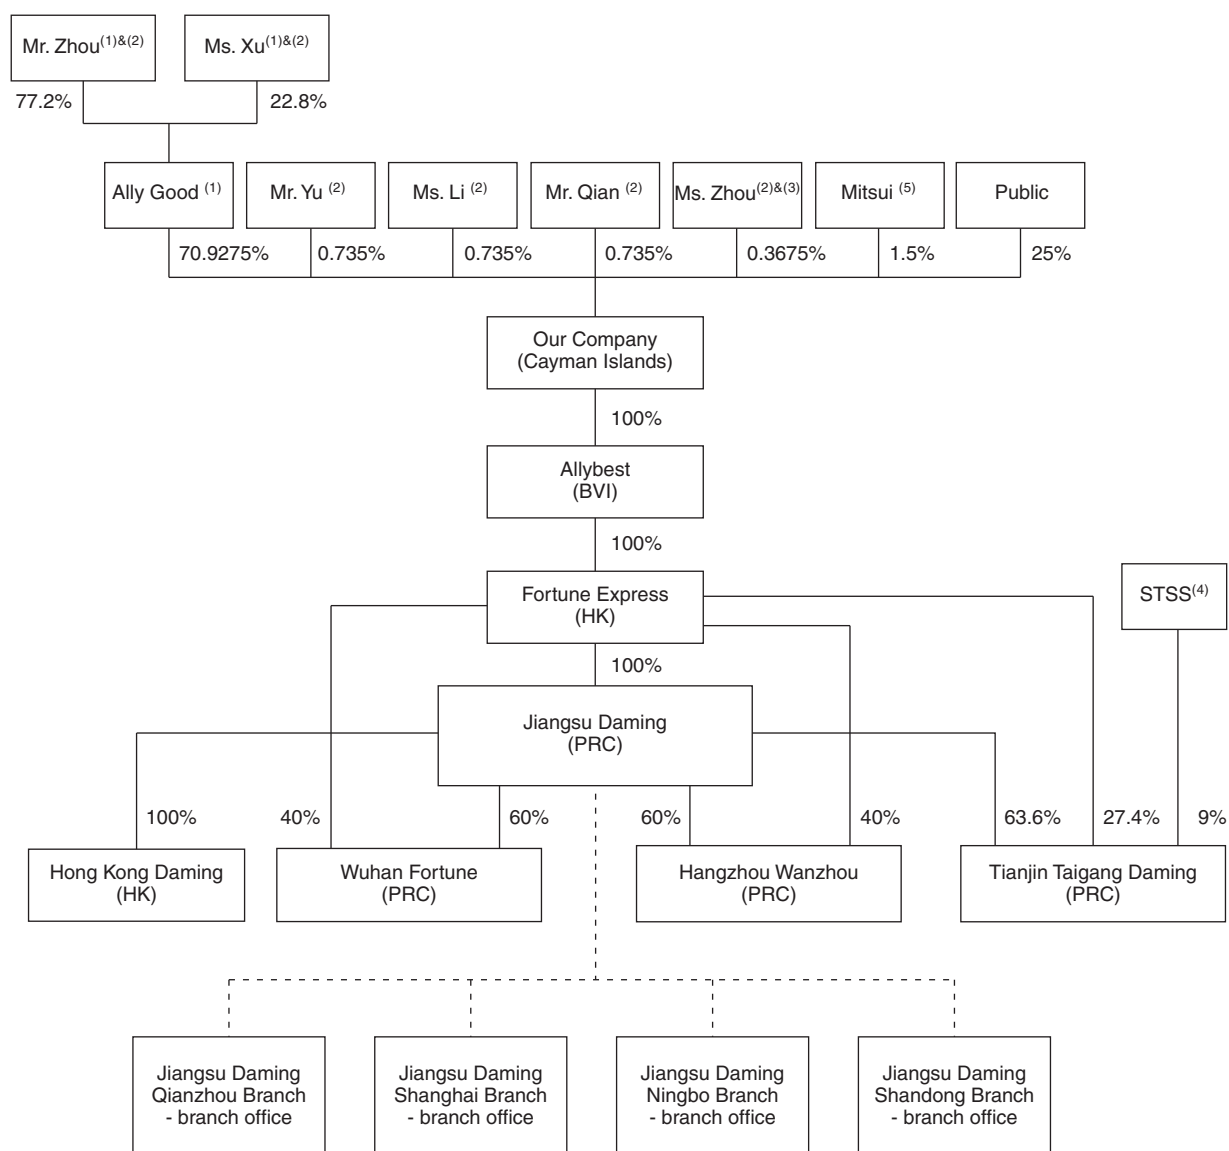 Mr. Zhou(1)&(2)
Ms. Xu(1)&(2)
77.2%
22.8%
Ally Good (1)
Mr. Yu (2)
Ms. Li (2)
Mr. Qian (2)
Ms. Zhou(2)&(3)
Mitsui (5)
Public
70.9275%
0.735%
0.735%
0.735%
0.3675%
1.5%
25%
Our Company
(Cayman Islands)
100%
Allybest
(BVI)
100%
Fortune Express
(HK)
STSS(4)
100%
Jiangsu Daming
(PRC)
100%
40%
60%
60%
40%
63.6%
27.4%
9%
Hong Kong Daming
(HK)
Wuhan Fortune
(PRC)
Hangzhou Wanzhou
(PRC)
Tianjin Taigang Daming
(PRC)
Jiangsu Daming
Qianzhou Branch
- branch office
Jiangsu Daming
Shanghai Branch
- branch office
Jiangsu Daming
Ningbo Branch
- branch office
Jiangsu Daming
Shandong Branch
- branch office